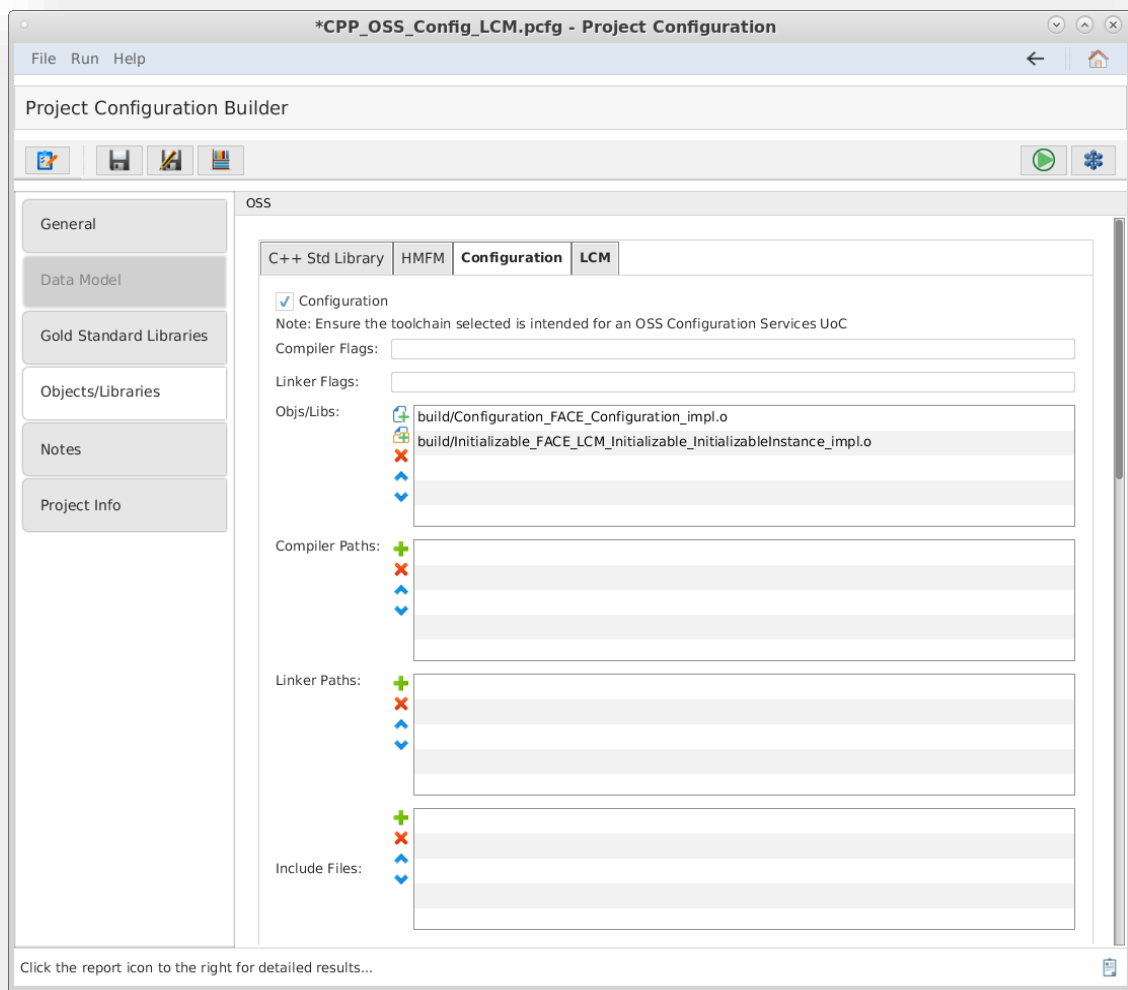 *CPP_OSS_Config_LCM.pcfg - Project Configuration
File Run Help
Project Configuration Builder
General
Data Model
Gold Standard Libraries
Objects/Libraries
Notes
Project Info
OSS
C++ Std Library HMFM Configuration LCM
Configuration
Note: Ensure the toolchain selected is intended for an OSS Configuration Services UoC
Compiler Flags:
Linker Flags:
Objs/Libs:
build/Configuration_FACE_Configuration_impl.o
build/Initializable_FACE_LCM_Initializable_InitializableInstance_impl.o
Compiler Paths:
Linker Paths:
Include Files:
Click the report icon to the right for detailed results...